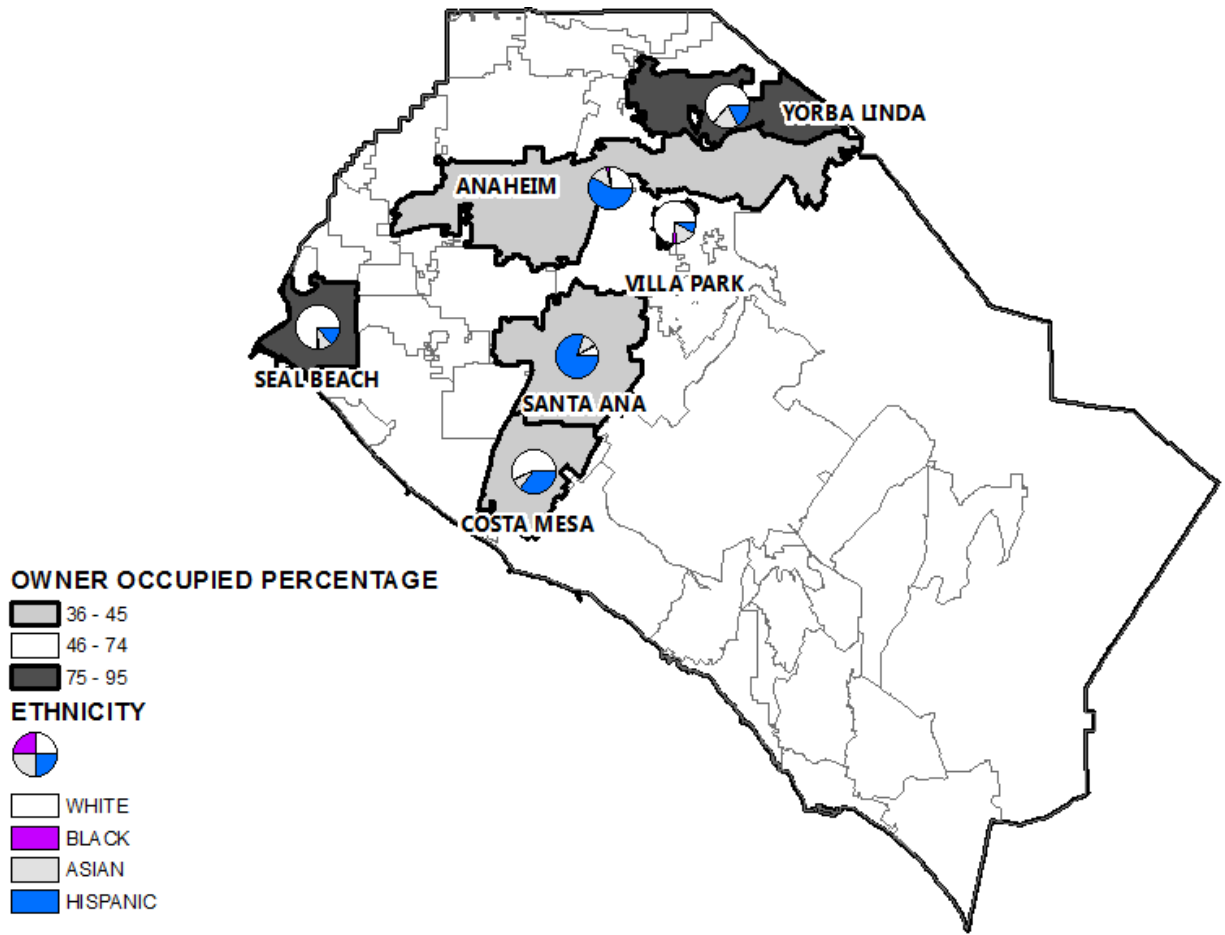 YORBA LINDA
ANAHEIM
VILLA PARK
SEAL BEACH
SANTA ANA
COSTA MESA
OWNER OCCUPIED PERCENTAGE
36 - 45
46 - 74
75 - 95
ETHNICITY
WHITE
BLACK
ASIAN
HISPANIC